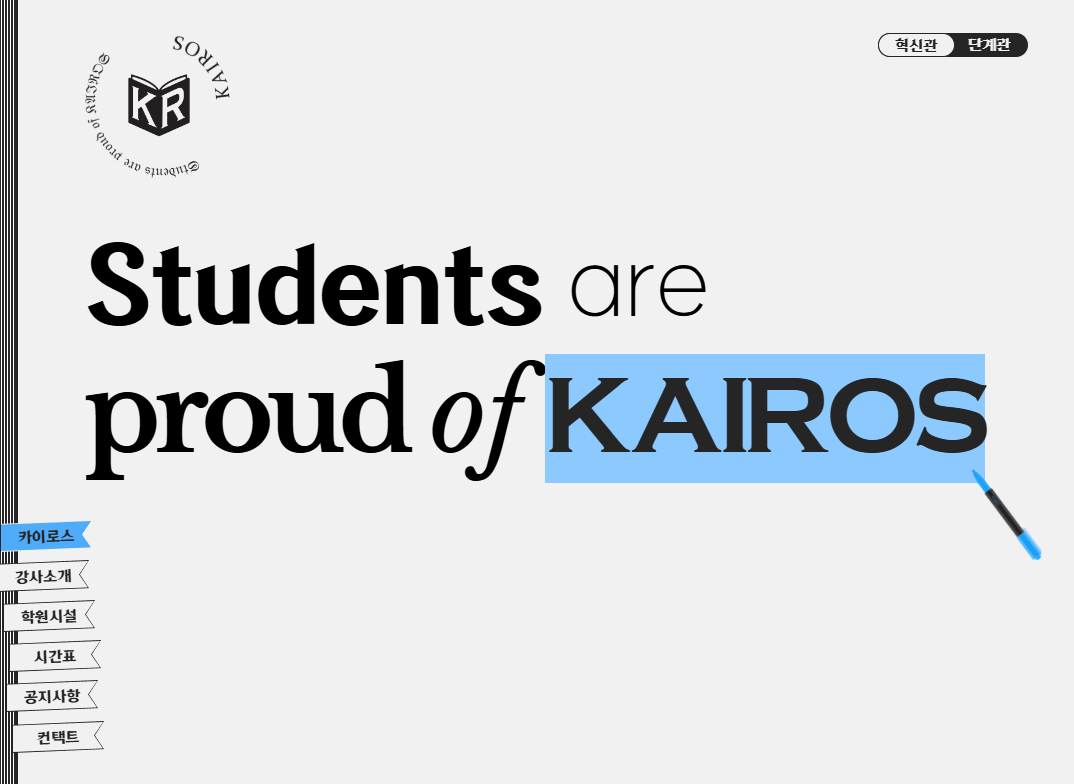 KAIROS
Students are proud of KAIROS
KR
혁신관 단계관
Students are
proud of KAIROS
카이로스
강사소개
학원시설
시간표
공지사항
컨택트